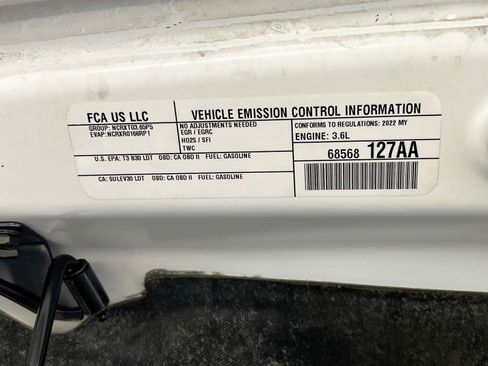 FCA US LLC
GROUP: NCRXT03.65P5
EVAP: NCRXR0166RP1
VEHICLE EMISSION CONTROL INFORMATION
NO ADJUSTMENTS NEEDED
EGR / EGRC
HO2S / SFI
TWC
CONFORMS TO REGULATIONS: 2022 MY
ENGINE: 3.6L
U.S. EPA: T3 B30 LDT OBD: CA OBD II FUEL: GASOLINE
68568 127AA
CA: SULEV30 LDT OBD: CA OBD II FUEL: GASOLINE